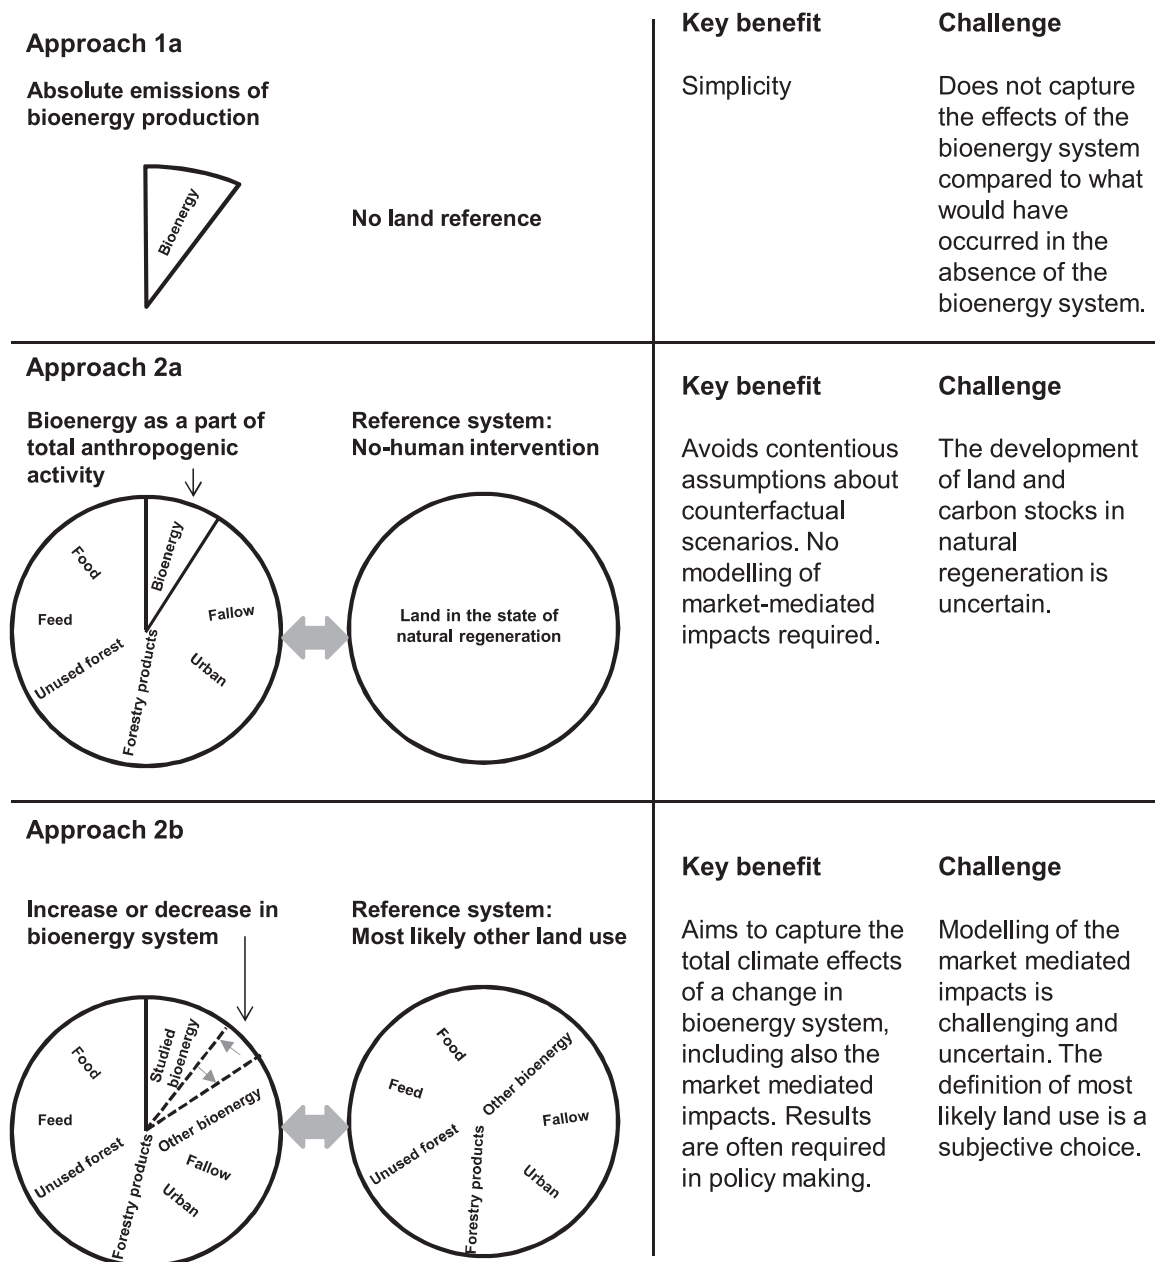 Approach 1a
Absolute emissions of
bioenergy production
Bioenergy
No land reference
Key benefit
Simplicity
Challenge
Does not capture
the effects of the
bioenergy system
compared to what
would have
occurred in the
absence of the
bioenergy system.
Approach 2a
Bioenergy as a part of
total anthropogenic
activity
Food
Bioenergy
Feed
Fallow
Unused forest
Forestry products
Urban
Reference system:
No-human intervention
Land in the state of
natural regeneration
Key benefit
Avoids contentious
assumptions about
counterfactual
scenarios. No
modelling of
market-mediated
impacts required.
Challenge
The development
of land and
carbon stocks in
natural
regeneration is
uncertain.
Approach 2b
Increase or decrease in
bioenergy system
Food
Studied
bioenergy
Feed
Other bioenergy
Unused forest
Fallow
Forestry products
Urban
Reference system:
Most likely other land use
Food
Other bioenergy
Feed
Fallow
Unused forest
Forestry products
Urban
Key benefit
Aims to capture the
total climate effects
of a change in
bioenergy system,
including also the
market mediated
impacts. Results
are often required
in policy making.
Challenge
Modelling of the
market mediated
impacts is
challenging and
uncertain. The
definition of most
likely land use is a
subjective choice.